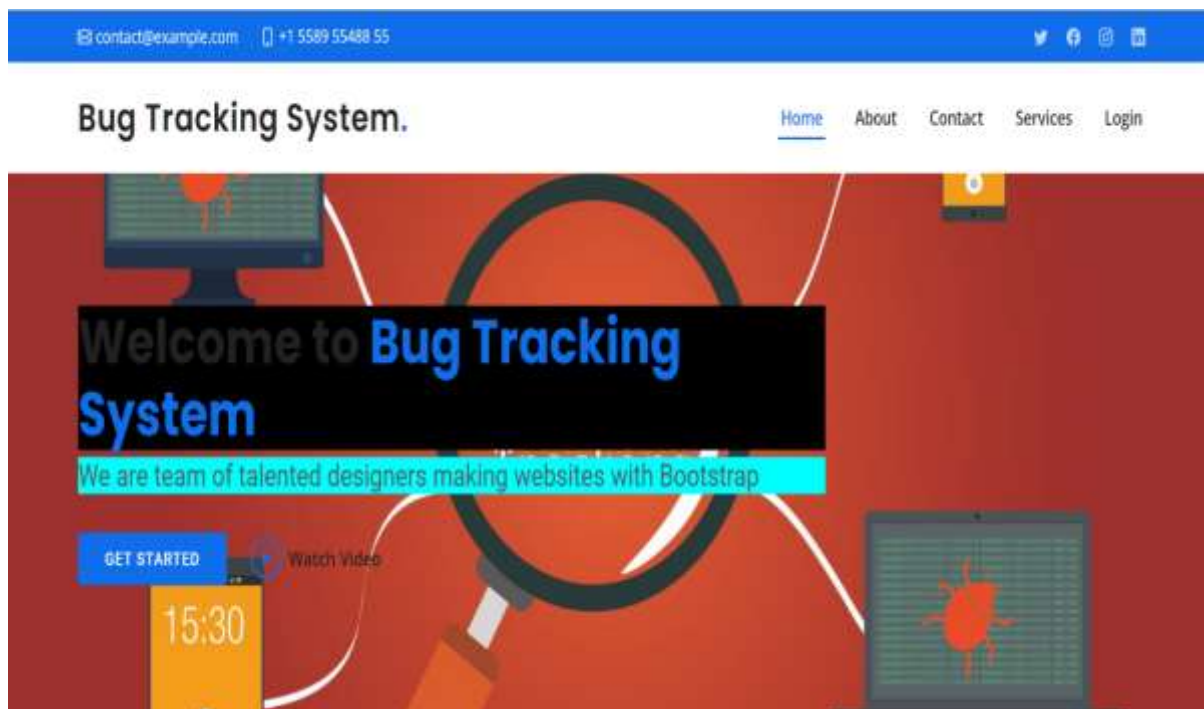 contact@example.com +1 5589 55488 55
Bug Tracking System.
Home About Contact Services Login
Welcome to Bug Tracking
System
We are team of talented designers making websites with Bootstrap
GET STARTED Watch Video
15:30